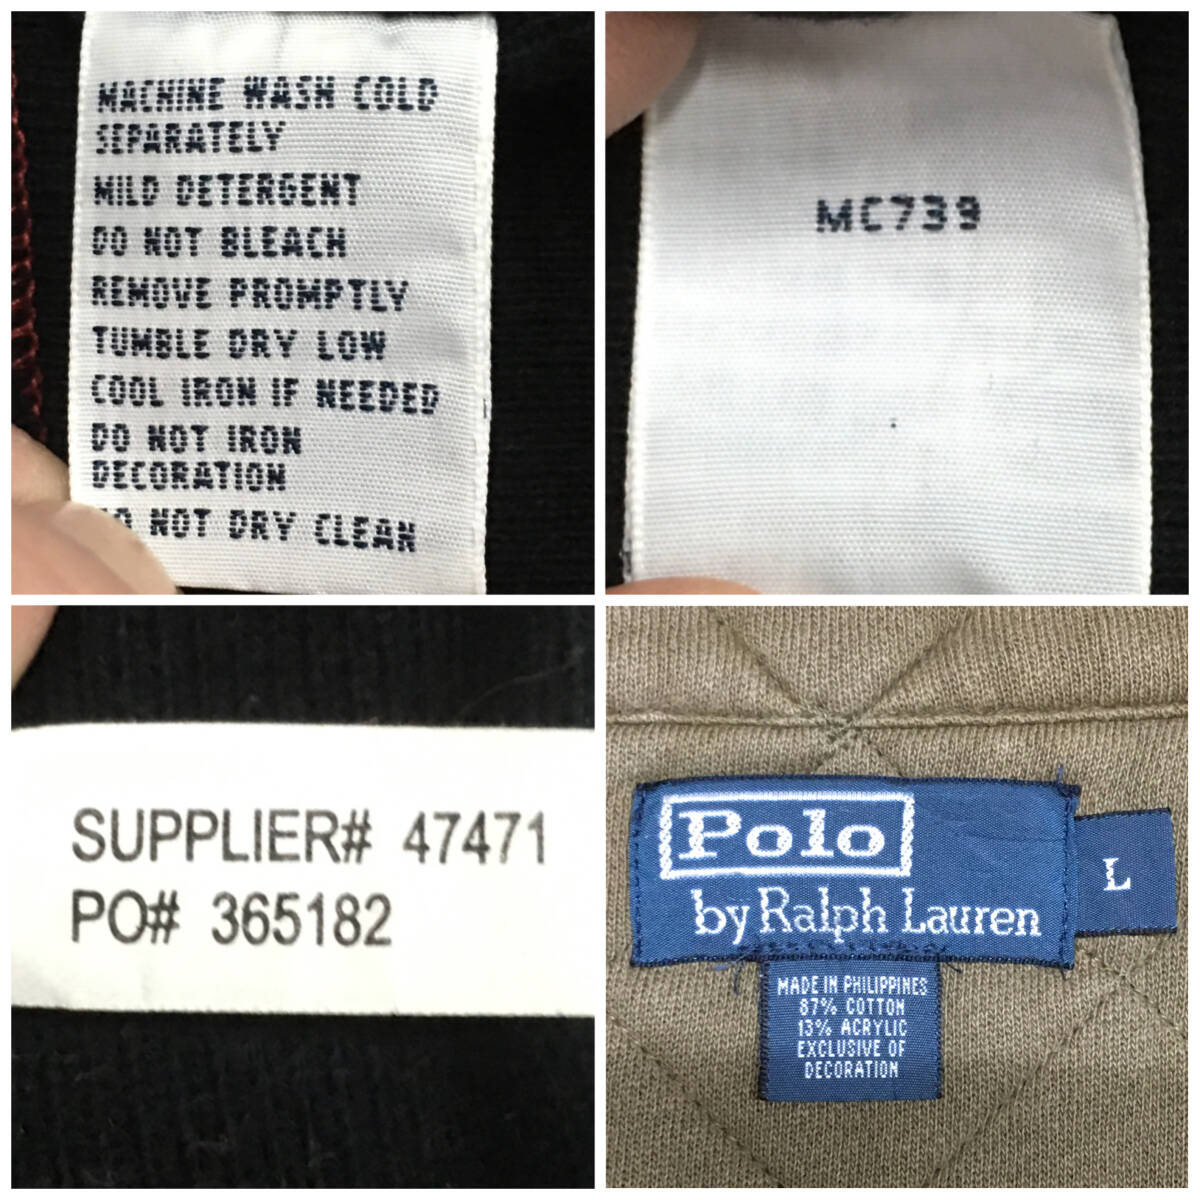 MACHINE WASH COLD
SEPARATELY
MILD DETERGENT
DO NOT BLEACH
REMOVE PROMPTLY
TUMBLE DRY LOW
COOL IRON IF NEEDED
DO NOT IRON
DECORATION
DO NOT DRY CLEAN
MC739
SUPPLIER# 47471
PO# 365182
Polo
by Ralph Lauren
L
MADE IN PHILIPPINES
87% COTTON
13% ACRYLIC
EXCLUSIVE OF
DECORATION